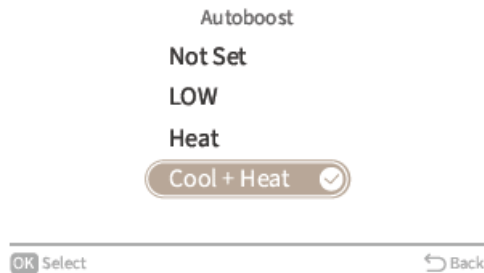 Autoboost
Not Set
LOW
Heat
Cool + Heat
OK Select
Back